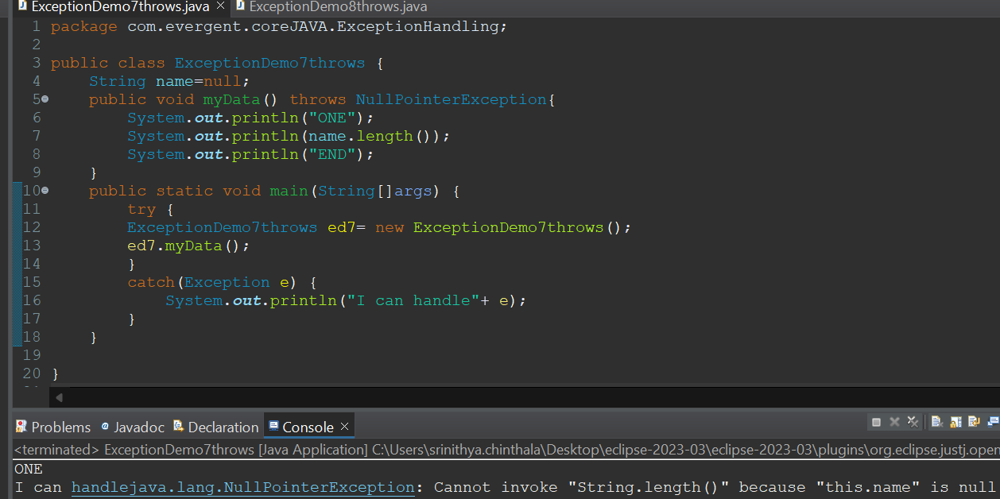 ExceptionDemo7throws.java × ExceptionDemo8throws.java
1 package com.evergent.coreJAVA.ExceptionHandling;
2
3 public class ExceptionDemo7throws {
4 String name=null;
5 public void myData() throws NullPointerException{
6 System.out.println("ONE");
7 System.out.println(name.length());
8 System.out.println("END");
9 }
10 public static void main(String[]args) {
11 try {
12 ExceptionDemo7throws ed7= new ExceptionDemo7throws();
13 ed7.myData();
14 }
15 catch(Exception e) {
16 System.out.println("I can handle"+ e);
17 }
18 }
19
20 }
Problems @ Javadoc Declaration Console ×
<terminated> ExceptionDemo7throws [Java Application] C:\Users\srinithya.chinthala\Desktop\eclipse-2023-03\eclipse-2023-03\plugins\org.eclipse.justj.open
ONE
I can handlejava.lang.NullPointerException: Cannot invoke "String.length()" because "this.name" is null